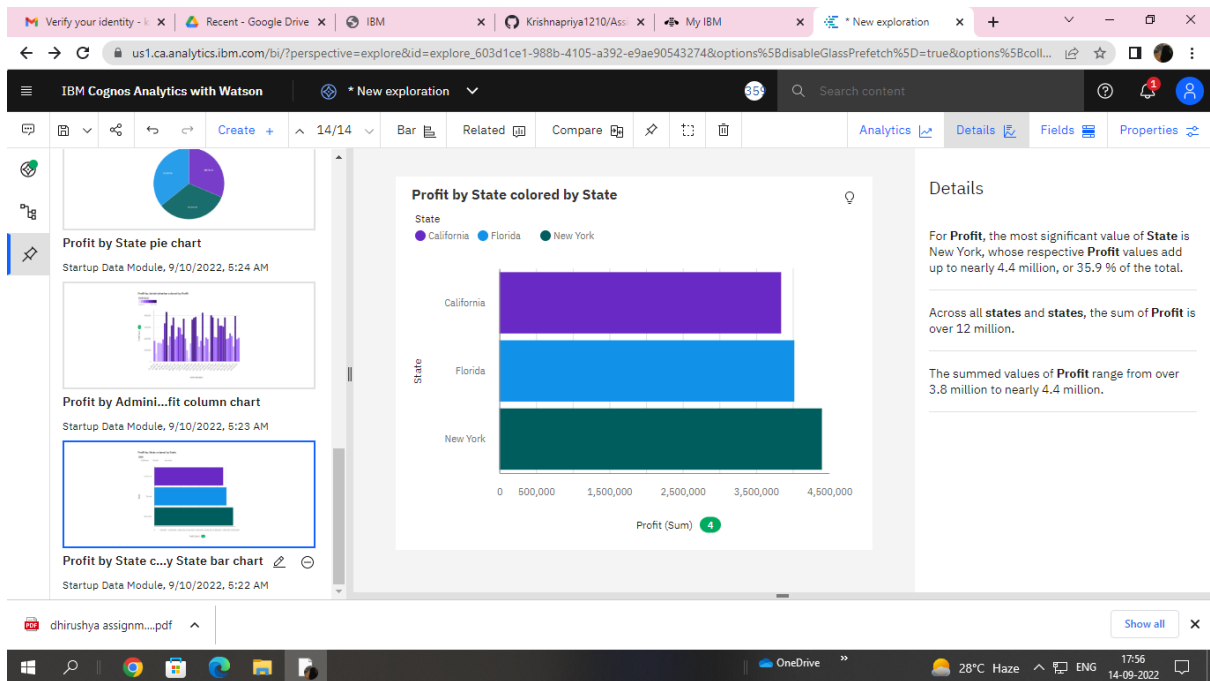 Verify your identity - k
Recent - Google Drive
IBM
Krishnapriya1210/Assi
My IBM
* New exploration
us1.ca.analytics.ibm.com/bi/?perspective=explore&id=explore_603d1ce1-988b-4105-a392-e9ae90543274&options%5BdisableGlassPrefetch%5D=true&options%5Bcoll...
IBM Cognos Analytics with Watson
* New exploration
359
Search content
1
Create +
14/14
Bar
Related
Compare
Analytics
Details
Fields
Properties
Profit by State pie chart
Startup Data Module, 9/10/2022, 5:24 AM
Profit by Admini...fit column chart
Startup Data Module, 9/10/2022, 5:23 AM
Profit by State c...y State bar chart
Startup Data Module, 9/10/2022, 5:22 AM
Profit by State colored by State
State
California
Florida
New York
State
California
Florida
New York
0
500,000
1,500,000
2,500,000
3,500,000
4,500,000
Profit (Sum) 4
Details
For Profit, the most significant value of State is
New York, whose respective Profit values add
up to nearly 4.4 million, or 35.9 % of the total.
Across all states and states, the sum of Profit is
over 12 million.
The summed values of Profit range from over
3.8 million to nearly 4.4 million.
PDF
dhirushya assignm....pdf
Show all
OneDrive
28°C Haze
ENG
17:56
14-09-2022